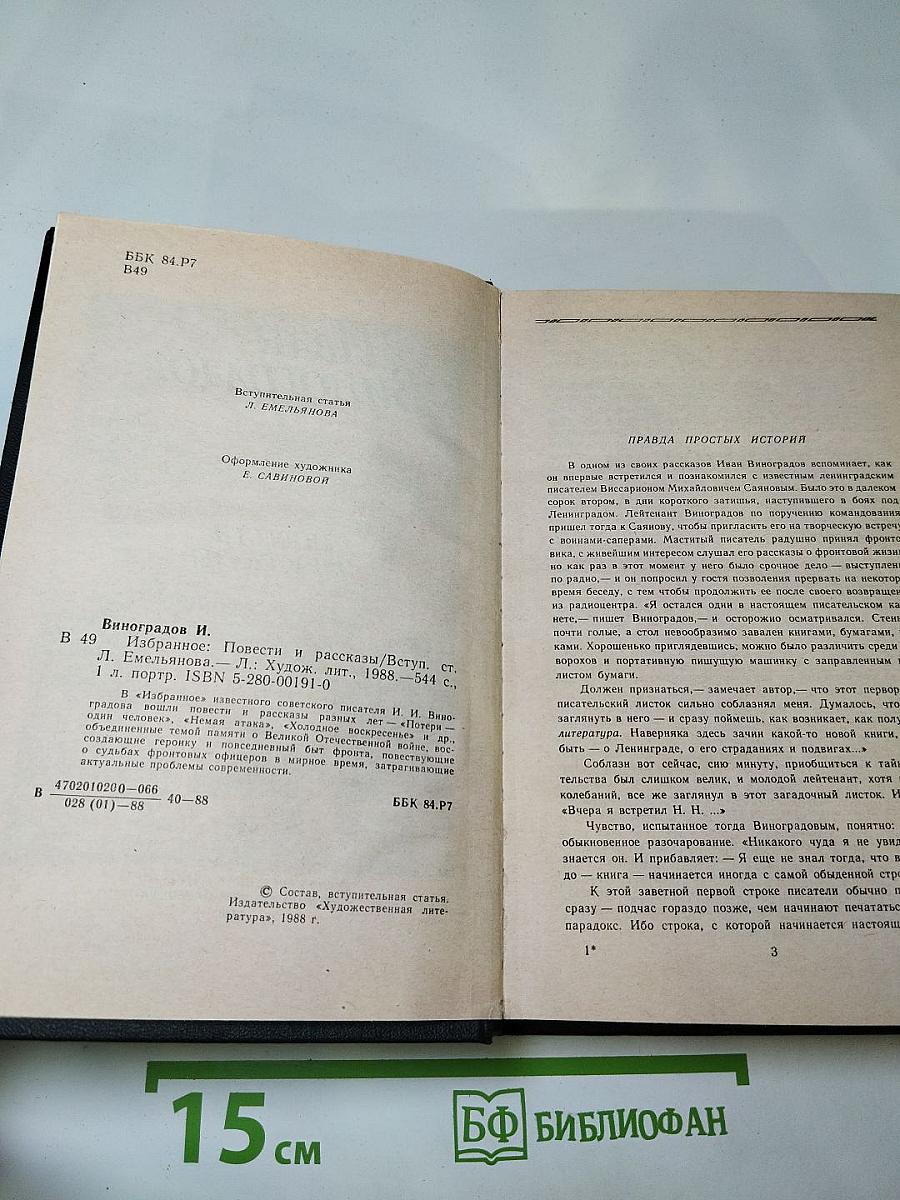 ББК 84.Р7
В49
Вступительная статья
Л. ЕМЕЛЬЯНОВА
Оформление художника
Е. САВИНОВОЙ
Виноградов И.
В 49 Избранное: Повести и рассказы/Вступ. ст.
Л. Емельянова.— Л.: Худож. лит., 1988.—544 с.,
1 л. портр. ISBN 5-280-00191-0
В «Избранное» известного советского писателя И. И. Вино-
градова вошли повести и рассказы разных лет — «Потери —
один человек», «Немая атака», «Холодное воскресенье» и др.,
объединенные темой памяти о Великой Отечественной войне, вос-
создающие героику и повседневный быт фронта, повествующие
о судьбах фронтовых офицеров в мирное время, затрагивающие
актуальные проблемы современности.
В 4702010200—066
028 (01)—88 40—88 ББК 84.Р7
© Состав, вступительная статья.
Издательство «Художественная лите-
ратура», 1988 г.
ПРАВДА ПРОСТЫХ ИСТОРИЙ
В одном из своих рассказов Иван Виноградов вспоминает, как
он впервые встретился и познакомился с известным ленинградским
писателем Виссарионом Михайловичем Саяновым. Было это в далеком
сорок втором, в дни короткого затишья, наступившего в боях под
Ленинградом. Лейтенант Виноградов по поручению командования
пришел тогда к Саянову, чтобы пригласить его на творческую встречу
с воинами-саперами. Маститый писатель радушно принял фронто-
вика, с живейшим интересом слушал его рассказы о фронтовой жизни
но как раз в этот момент у него было срочное дело — выступлени
по радио,— и он попросил у гостя позволения прервать на некотор
время беседу, с тем чтобы продолжить ее после своего возвращен
из радиоцентра. «Я остался один в настоящем писательском ка
нете,— пишет Виноградов,— и осторожно осматривался. Стены
почти голые, а стол невообразимо завален книгами, бумагами,
ками. Хорошенько приглядевшись, можно было различить среди
ворохов и портативную пишущую машинку с заправленным
листом бумаги.
Должен признаться,— замечает автор,— что этот первор
писательский листок сильно соблазнял меня. Думалось, что
заглянуть в него — и сразу поймешь, как возникает, как полу
литература. Наверняка здесь зачин какой-то новой книги,
быть — о Ленинграде, о его страданиях и подвигах...»
Соблазн вот сейчас, сию минуту, приобщиться к тайн
тельства был слишком велик, и молодой лейтенант, хотя
колебаний, все же заглянул в этот загадочный листок. И
«Вчера я встретил Н. Н. ...»
Чувство, испытанное тогда Виноградовым, понятно:
обыкновенное разочарование. «Никакого чуда я не увид
знается он. И прибавляет: — Я еще не знал тогда, что в
до — книга — начинается иногда с самой обыденной стро
К этой заветной первой строке писатели обычно п
сразу — подчас гораздо позже, чем начинают печататьс
парадокс. Ибо строка, с которой начинается настоящ
1* 3
15 см
БФ БИБЛИОФАН